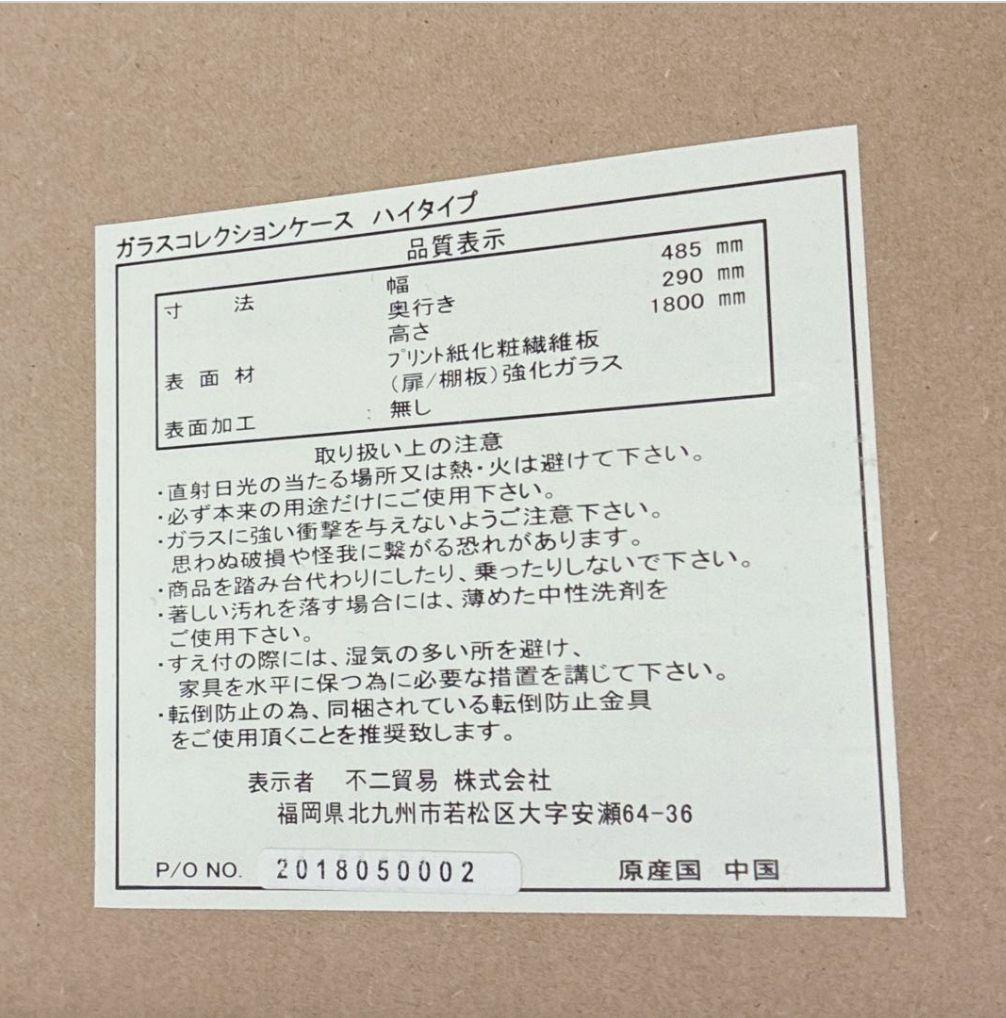 ガラスコレクションケース ハイタイプ
品質表示
寸 法 幅 485 mm
奥行き 290 mm
高さ 1800 mm
表面材 プリント紙化粧繊維板
(扉/棚板)強化ガラス
表面加工 : 無し
取り扱い上の注意
・直射日光の当たる場所又は熱・火は避けて下さい。
・必ず本来の用途だけにご使用下さい。
・ガラスに強い衝撃を与えないようご注意下さい。
思わぬ破損や怪我に繋がる恐れがあります。
・商品を踏み台代わりにしたり、乗ったりしないで下さい。
・著しい汚れを落す場合には、薄めた中性洗剤を
ご使用下さい。
・すえ付の際には、湿気の多い所を避け、
家具を水平に保つ為に必要な措置を講じて下さい。
・転倒防止の為、同梱されている転倒防止金具
をご使用頂くことを推奨致します。
表示者 不二貿易 株式会社
福岡県北九州市若松区大字安瀬64-36
P/O NO. 2018050002 原産国 中国